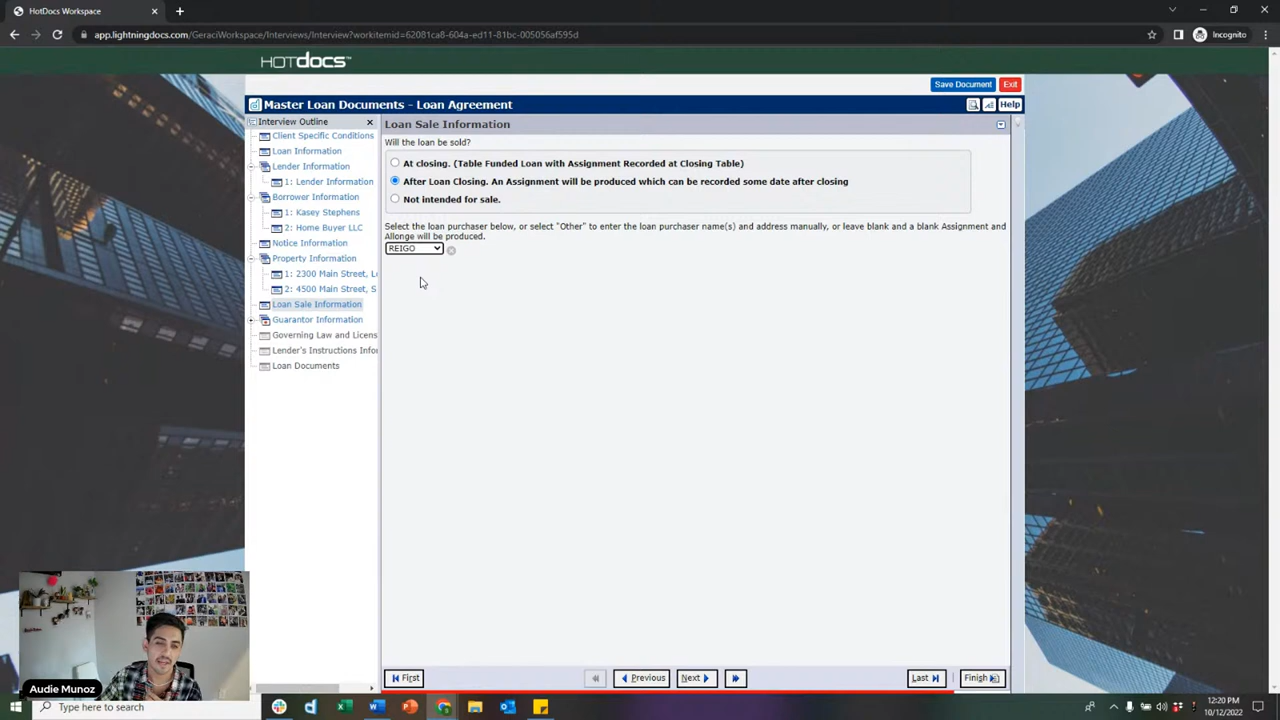 HotDocs Workspace
app.lightningdocs.com/GeraciWorkspace/Interviews/Interview?workitemid=62081ca8-604a-ed11-81bc-005056afb95d
Incognito
HOTDOCS
Save Document
Exit
Master Loan Documents - Loan Agreement
Help
Interview Outline
Client Specific Conditions
Loan Information
Lender Information
1: Lender Information
Borrower Information
1: Kasey Stephens
2: Home Buyer LLC
Notice Information
Property Information
1: 2300 Main Street, L
2: 4500 Main Street, S
Loan Sale Information
Guarantor Information
Governing Law and Licens
Lender's Instructions Infor
Loan Documents
Loan Sale Information
Will the loan be sold?
At closing. (Table Funded Loan with Assignment Recorded at Closing Table)
After Loan Closing. An Assignment will be produced which can be recorded some date after closing
Not intended for sale.
Select the loan purchaser below, or select "Other" to enter the loan purchaser name(s) and address manually, or leave blank and a blank Assignment and
Allonge will be produced.
REIGO
First
Previous
Next
Last
Finish
Audie Munoz
Type here to search
12:20 PM
10/12/2022